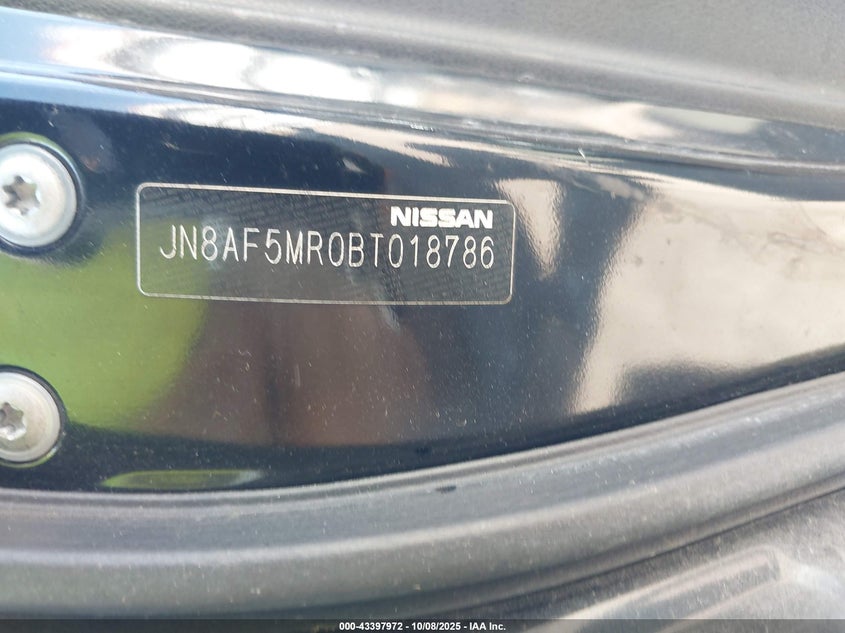 NISSAN
JN8AF5MR0BT018786
000-43397972 - 10/08/2025 - IAA Inc.